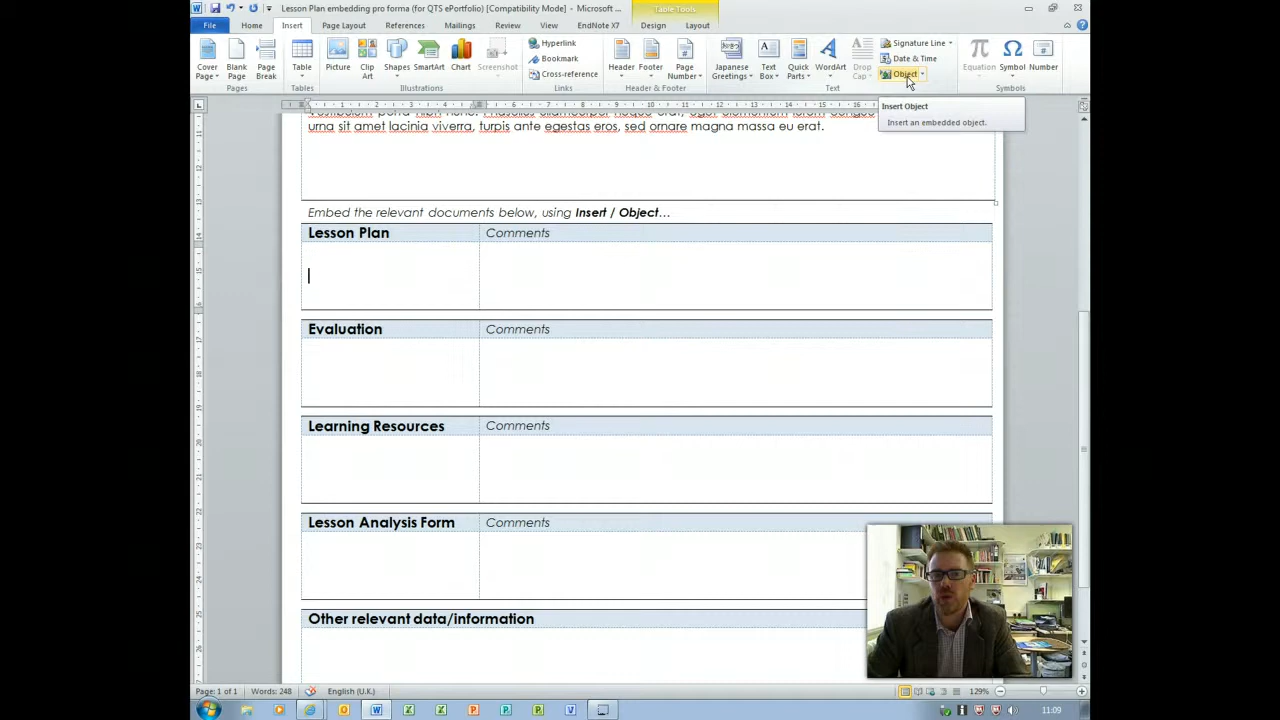 Lesson Plan embedding pro forma (for QTS ePortfolio) [Compatibility Mode] - Microsoft ...
Table Tools
File Home Insert Page Layout References Mailings Review View EndNote X7 Design Layout
Cover Page Blank Page Page Break Table Picture Clip Art Shapes SmartArt Chart Screenshot
Hyperlink
Bookmark
Cross-reference
Header Footer Page Number Japanese Greetings Text Box Quick Parts WordArt Drop Cap
Signature Line
Date & Time
Object
Equation Symbol Number
Pages Tables Illustrations Links Header & Footer Text Symbols
Insert Object
Insert an embedded object.
urna sit amet lacinia viverra, turpis ante egestas eros, sed ornare magna massa eu erat.
Embed the relevant documents below, using Insert / Object...
Lesson Plan Comments
Evaluation Comments
Learning Resources Comments
Lesson Analysis Form Comments
Other relevant data/information
Page: 1 of 1 Words: 248 English (U.K.) 129%
11:09